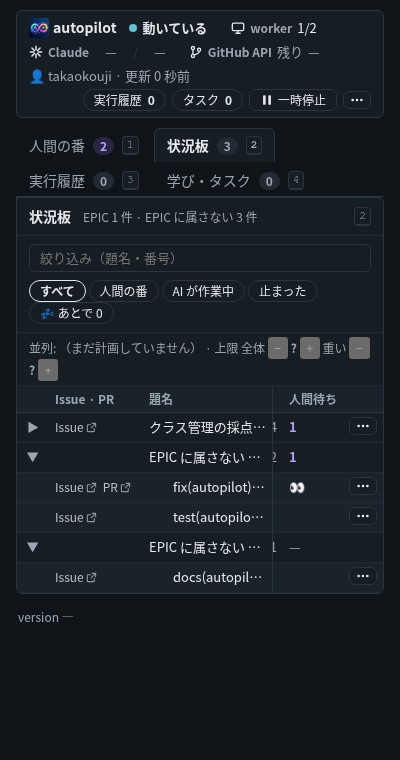 autopilot 動いている worker 1/2
Claude — / — GitHub API 残り —
takaokouji · 更新 0 秒前
実行履歴 0 タスク 0 一時停止 •••
人間の番 2 1 状況板 3 2
実行履歴 0 3 学び・タスク 0 4
状況板 EPIC 1 件 · EPIC に属さない 3 件 2
絞り込み（題名・番号）
すべて 人間の番 AI が作業中 止まった
💤 あとで 0
並列: （まだ計画していません） · 上限 全体 − ? + 重い −
? +
Issue · PR 題名 人間待ち
▶ Issue クラス管理の採点… 4 1 •••
▼ EPIC に属さない … 2 1
Issue PR fix(autopilot)… 👀 •••
Issue test(autopilo… •••
▼ EPIC に属さない … 1 —
Issue docs(autopil… •••
version —